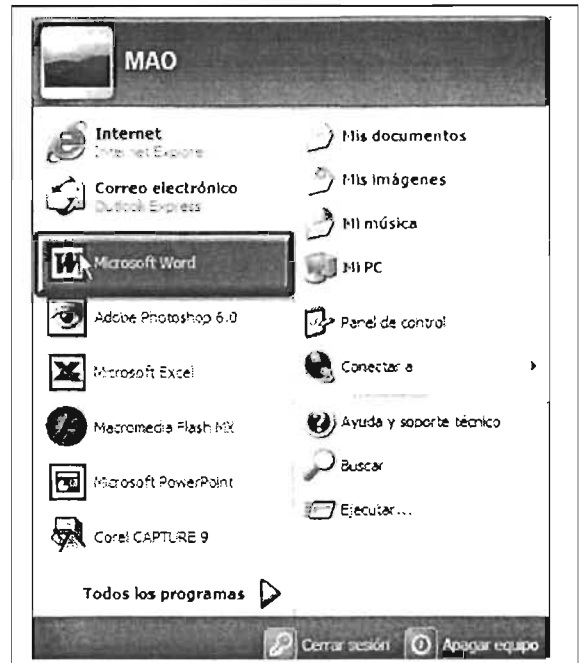 MAO
Internet
Internet Explorer
Correo electrónico
Outlook Express
Microsoft Word
Adobe Photoshop 6.0
Microsoft Excel
Macromedia Flash MX
Microsoft PowerPoint
Corel CAPTURE 9
Todos los programas
Mis documentos
Mis imágenes
Mi música
Mi PC
Panel de control
Conectar a
Ayuda y soporte técnico
Buscar
Ejecutar...
Cerrar sesión
Apagar equipo